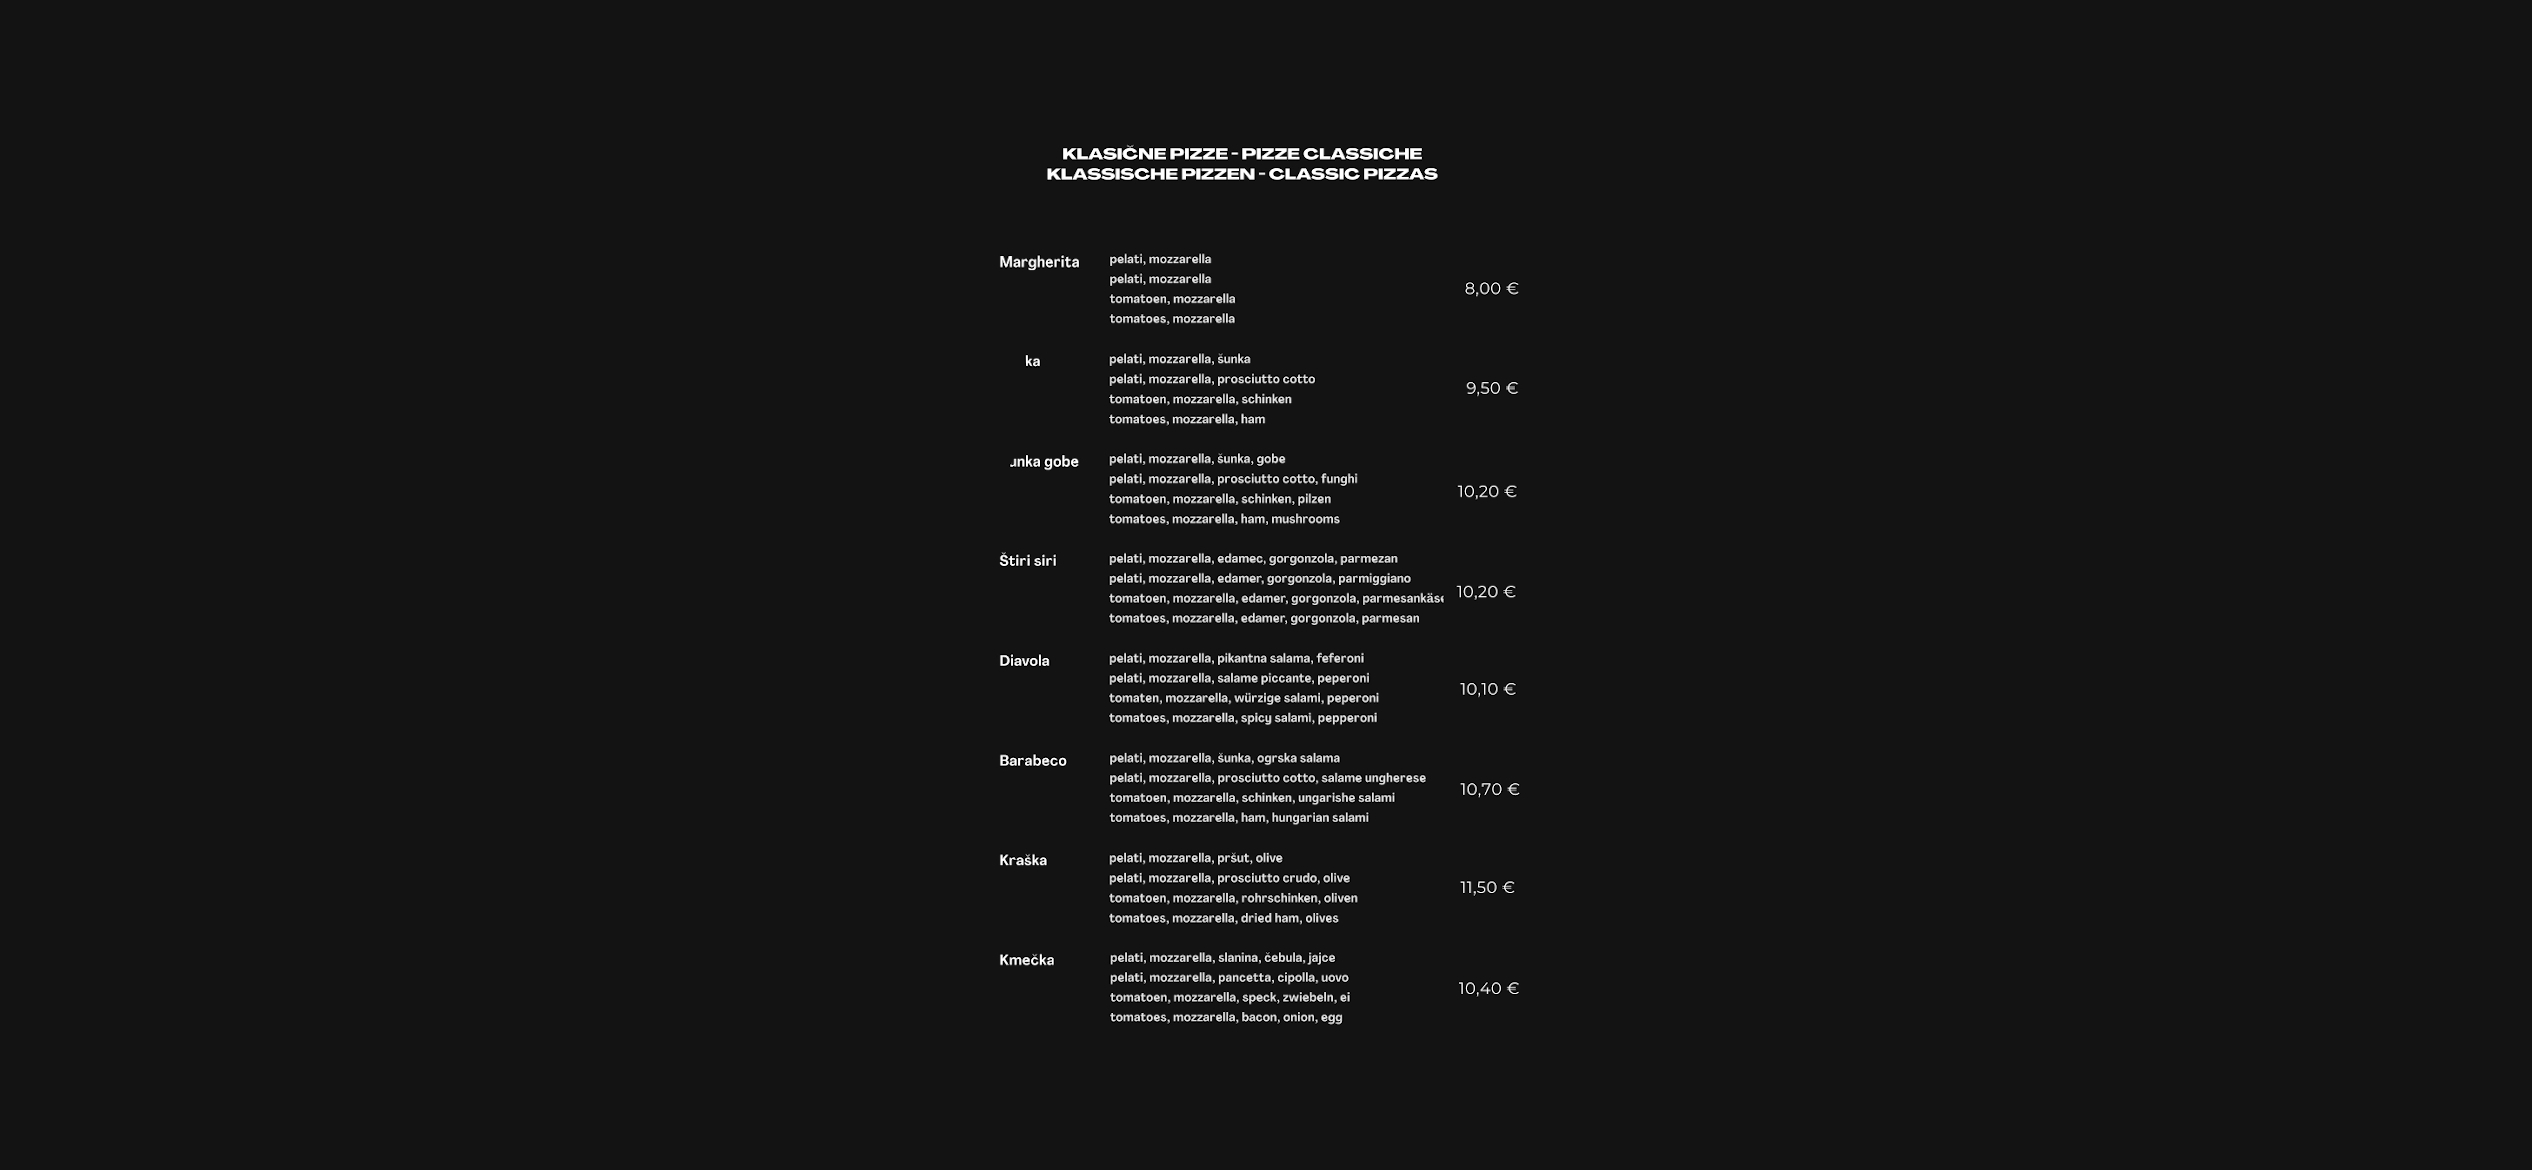 KLASIČNE PIZZE - PIZZE CLASSICHE
KLASSISCHE PIZZEN - CLASSIC PIZZAS
Margherita
pelati, mozzarella
pelati, mozzarella
tomatoen, mozzarella
tomatoes, mozzarella
8,00 €
ka
pelati, mozzarella, šunka
pelati, mozzarella, prosciutto cotto
tomatoen, mozzarella, schinken
tomatoes, mozzarella, ham
9,50 €
gobe
pelati, mozzarella, šunka, gobe
pelati, mozzarella, prosciutto cotto, funghi
tomatoen, mozzarella, schinken, pilzen
tomatoes, mozzarella, ham, mushrooms
10,20 €
Štiri siri
pelati, mozzarella, edamec, gorgonzola, parmezan
pelati, mozzarella, edamer, gorgonzola, parmiggiano
tomatoen, mozzarella, edamer, gorgonzola, parmesankäse
tomatoes, mozzarella, edamer, gorgonzola, parmesan
10,20 €
Diavola
pelati, mozzarella, pikantna salama, feferoni
pelati, mozzarella, salame piccante, peperoni
tomaten, mozzarella, würzige salami, peperoni
tomatoes, mozzarella, spicy salami, pepperoni
10,10 €
Barabeco
pelati, mozzarella, šunka, ogrska salama
pelati, mozzarella, prosciutto cotto, salame ungherese
tomatoen, mozzarella, schinken, ungarishe salami
tomatoes, mozzarella, ham, hungarian salami
10,70 €
Kraška
pelati, mozzarella, pršut, olive
pelati, mozzarella, prosciutto crudo, olive
tomatoen, mozzarella, rohrschinken, oliven
tomatoes, mozzarella, dried ham, olives
11,50 €
Kmečka
pelati, mozzarella, slanina, čebula, jajce
pelati, mozzarella, pancetta, cipolla, uovo
tomatoen, mozzarella, speck, zwiebeln, ei
tomatoes, mozzarella, bacon, onion, egg
10,40 €